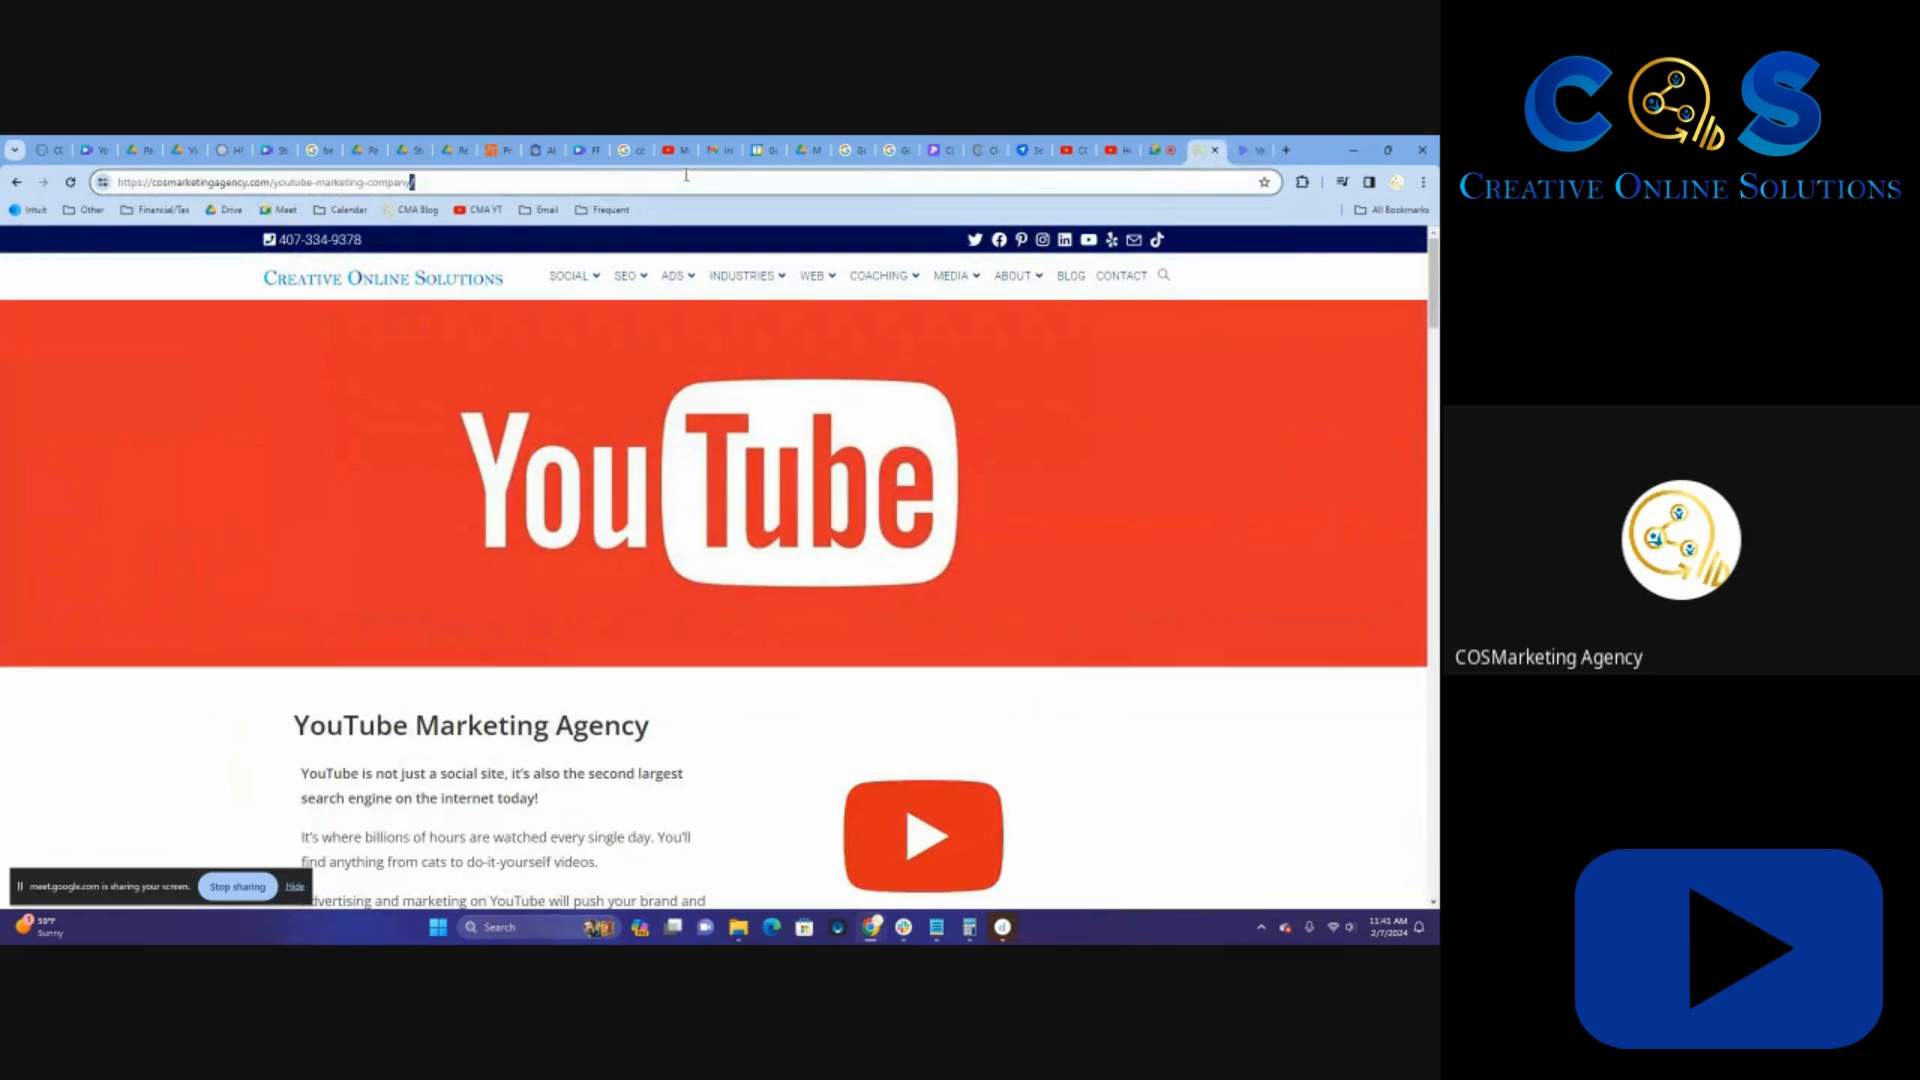 COS
CREATIVE ONLINE SOLUTIONS
https://cosmarketingagency.com/youtube-marketing-company/
Intuit Other Financial/Tax Drive Meet Calendar CMA Blog CMA YT Email Frequent All Bookmarks
407-334-9378
CREATIVE ONLINE SOLUTIONS SOCIAL SEO ADS INDUSTRIES WEB COACHING MEDIA ABOUT BLOG CONTACT
YouTube
YouTube Marketing Agency
YouTube is not just a social site, it's also the second largest
search engine on the internet today!
It's where billions of hours are watched every single day. You'll
find anything from cats to do-it-yourself videos.
dvertising and marketing on YouTube will push your brand and
meet.google.com is sharing your screen. Stop sharing Hide
COSMarketing Agency
Sunny
Search
11:41 AM
2/7/2024